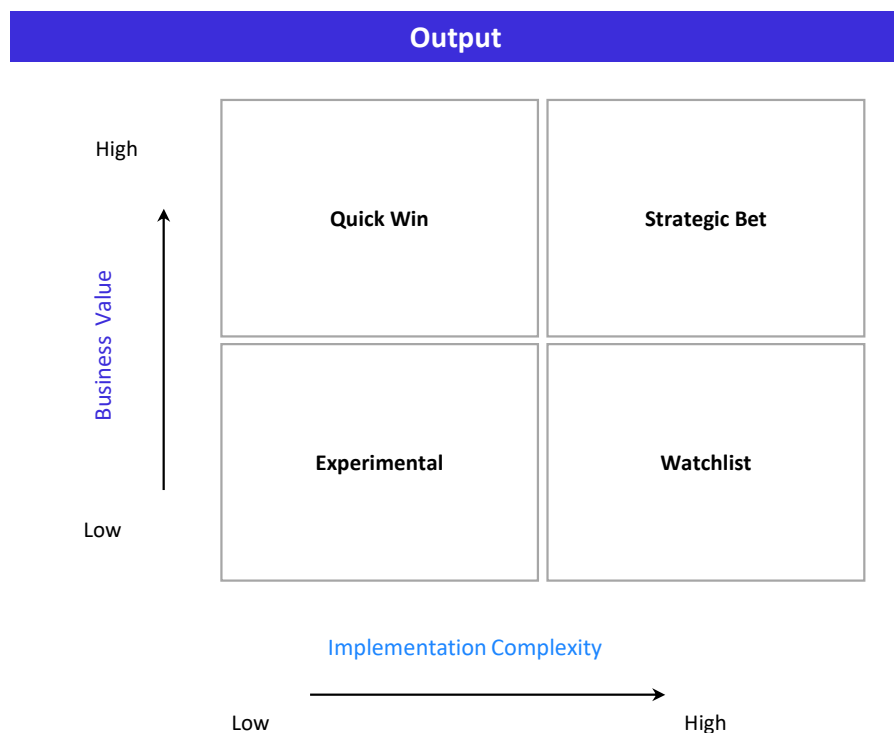 Output
High
Quick Win
Strategic Bet
Business Value
Experimental
Watchlist
Low
Implementation Complexity
Low
High